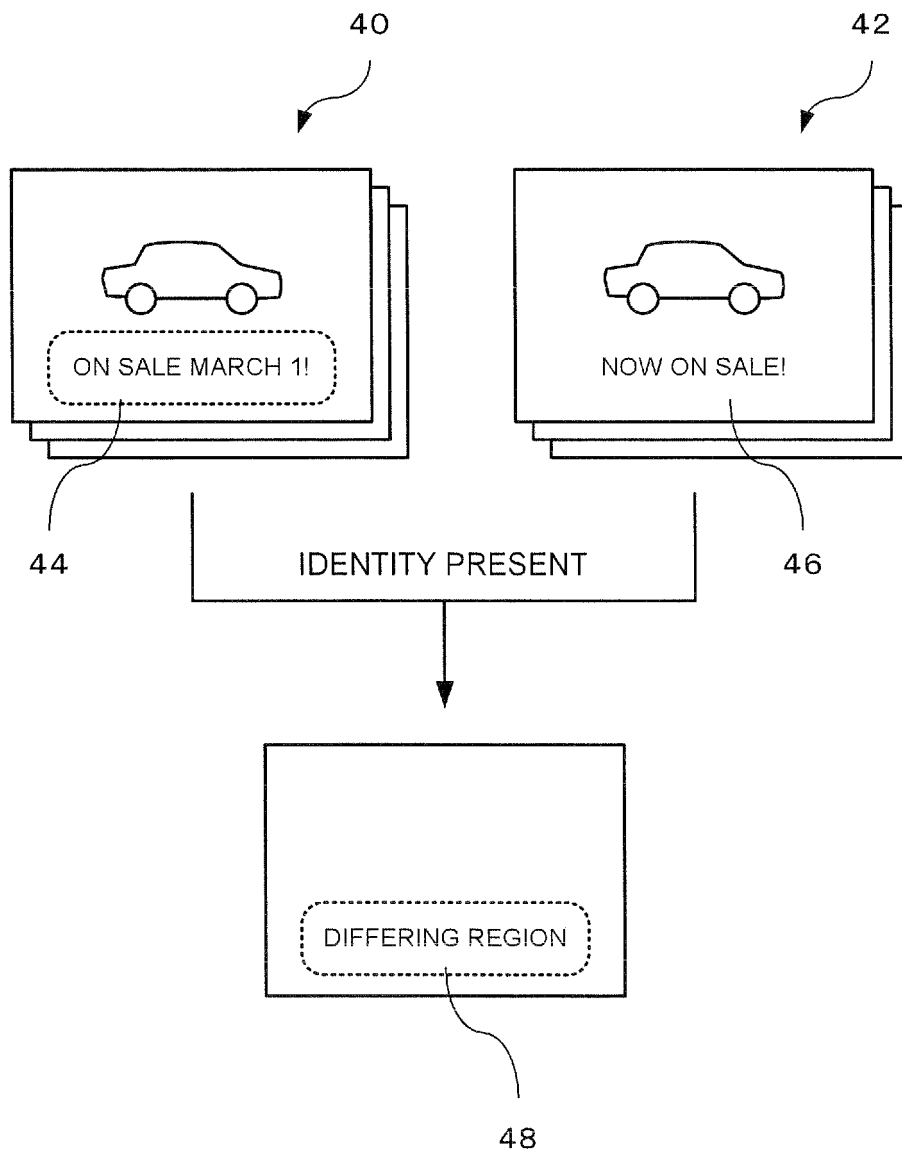 40
42
ON SALE MARCH 1!
NOW ON SALE!
44
IDENTITY PRESENT
46
DIFFERING REGION
48